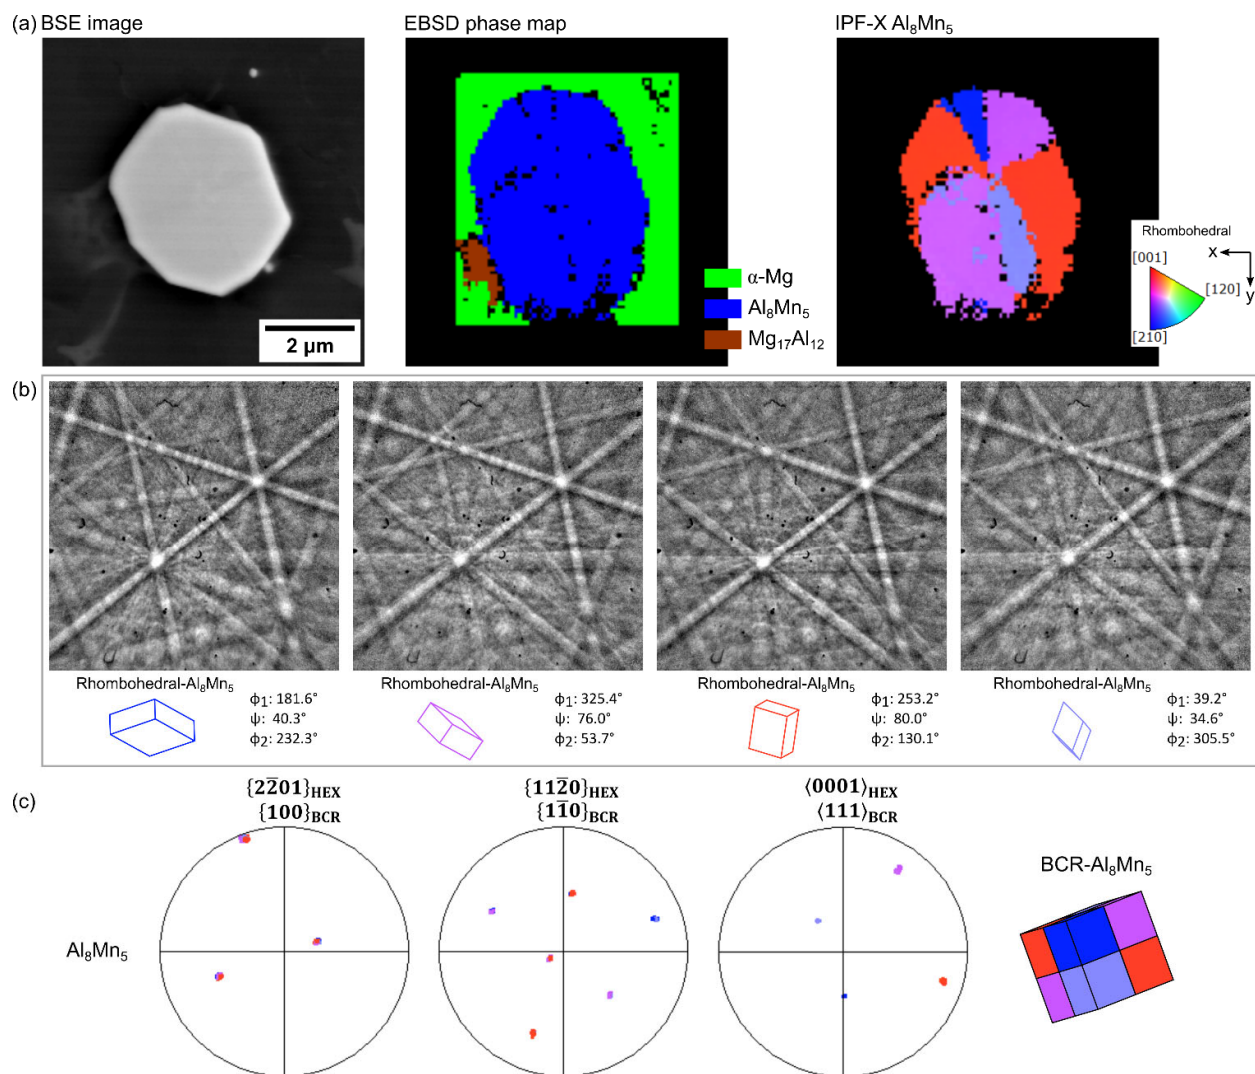 (a) BSE image
EBSD phase map
IPF-X Al₈Mn₅
2 µm
α-Mg
Al₈Mn₅
Mg₁₇Al₁₂
Rhombohedral
[001]
[120]
[210]
x
y
(b)
Rhombohedral-Al₈Mn₅
ϕ₁: 181.6°
ψ: 40.3°
ϕ₂: 232.3°
Rhombohedral-Al₈Mn₅
ϕ₁: 325.4°
ψ: 76.0°
ϕ₂: 53.7°
Rhombohedral-Al₈Mn₅
ϕ₁: 253.2°
ψ: 80.0°
ϕ₂: 130.1°
Rhombohedral-Al₈Mn₅
ϕ₁: 39.2°
ψ: 34.6°
ϕ₂: 305.5°
(c)
{22̅01}HEX
{100}BCR
{112̅0}HEX
{11̅0}BCR
⟨0001⟩HEX
⟨111⟩BCR
Al₈Mn₅
BCR-Al₈Mn₅